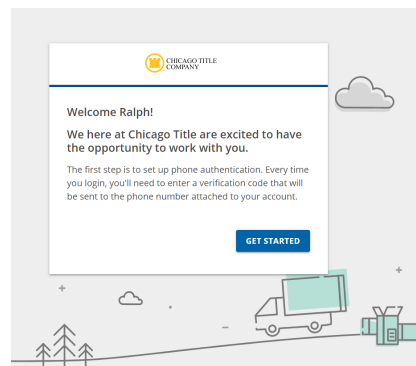 CHICAGO TITLE
COMPANY
Welcome Ralph!
We here at Chicago Title are excited to have
the opportunity to work with you.
The first step is to set up phone authentication. Every time
you login, you'll need to enter a verification code that will
be sent to the phone number attached to your account.
GET STARTED